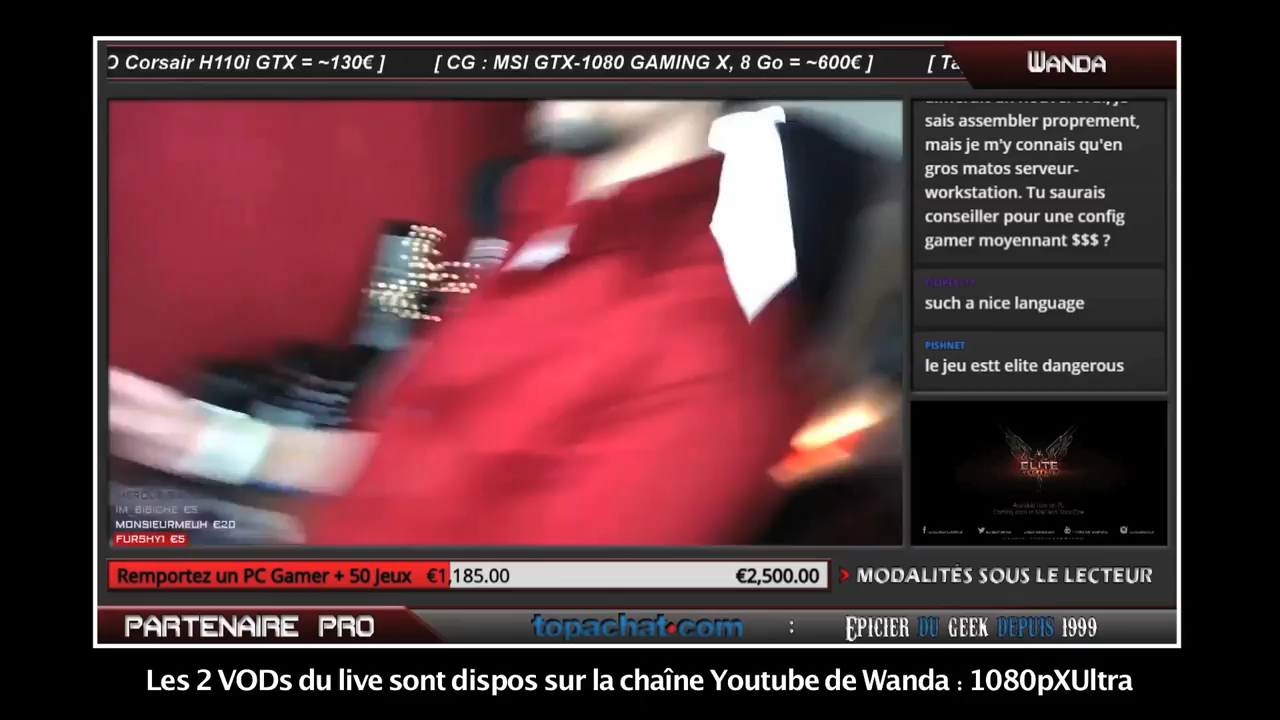 O Corsair H110i GTX = ~130€ ] [ CG : MSI GTX-1080 GAMING X, 8 Go = ~600€ ] [ Ta
WANDA
sais assembler proprement,
mais je m'y connais qu'en
gros matos serveur-
workstation. Tu saurais
conseiller pour une config
gamer moyennant $$$ ?
such a nice language
PISHNET
le jeu estt elite dangerous
ELITE
IM_BIBICHE €5
MONSIEURMEUH €20
FURSHY1 €5
Remportez un PC Gamer + 50 Jeux €1,185.00 €2,500.00
> MODALITÉS SOUS LE LECTEUR
PARTENAIRE PRO topachat.com : EPICIER DU GEEK DEPUIS 1999
Les 2 VODs du live sont dispos sur la chaîne Youtube de Wanda : 1080pXUltra